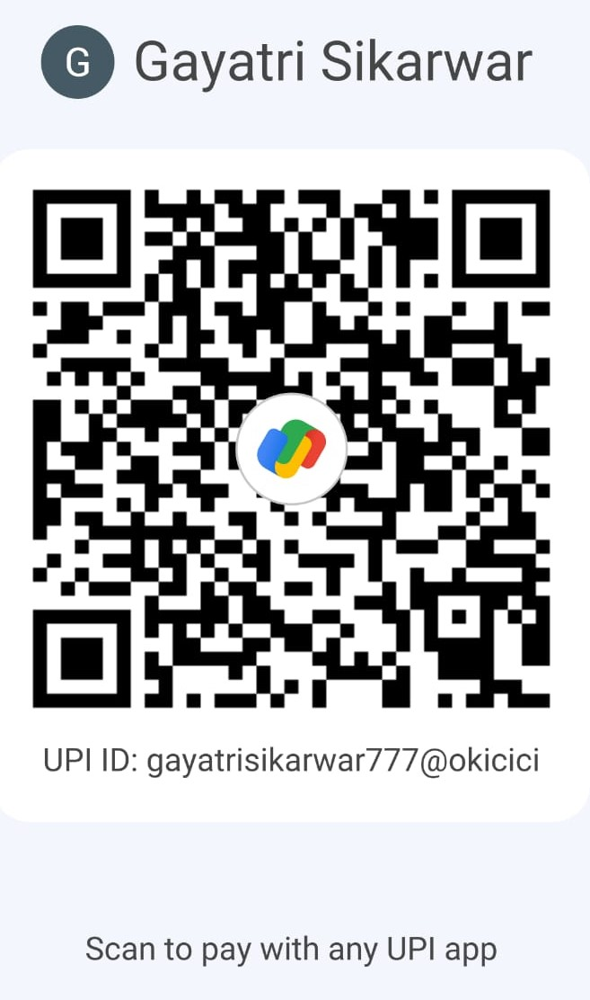 G Gayatri Sikarwar
UPI ID: gayatrisikarwar777@okicici
Scan to pay with any UPI app